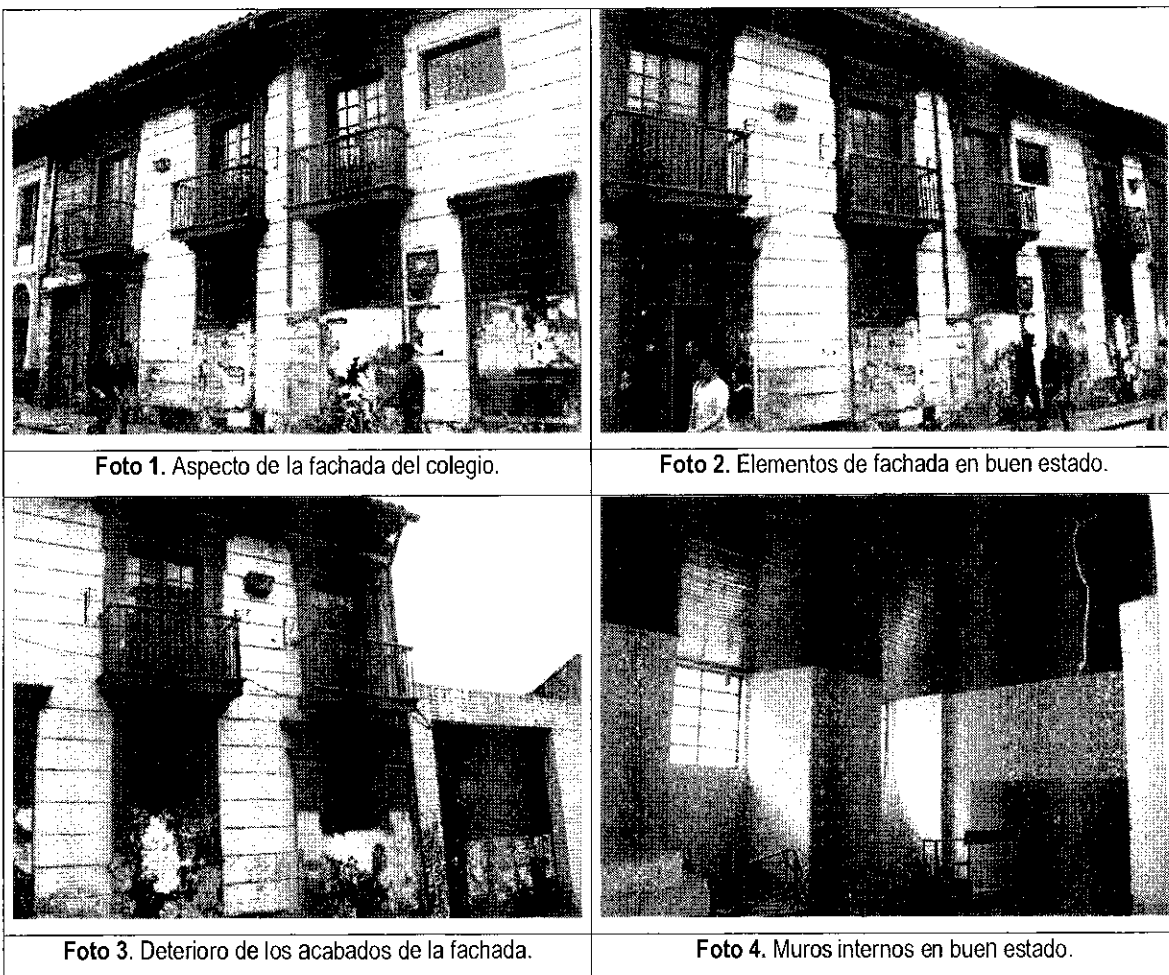 Foto 1. Aspecto de la fachada del colegio.
Foto 2. Elementos de fachada en buen estado.
Foto 3. Deterioro de los acabados de la fachada.
Foto 4. Muros internos en buen estado.